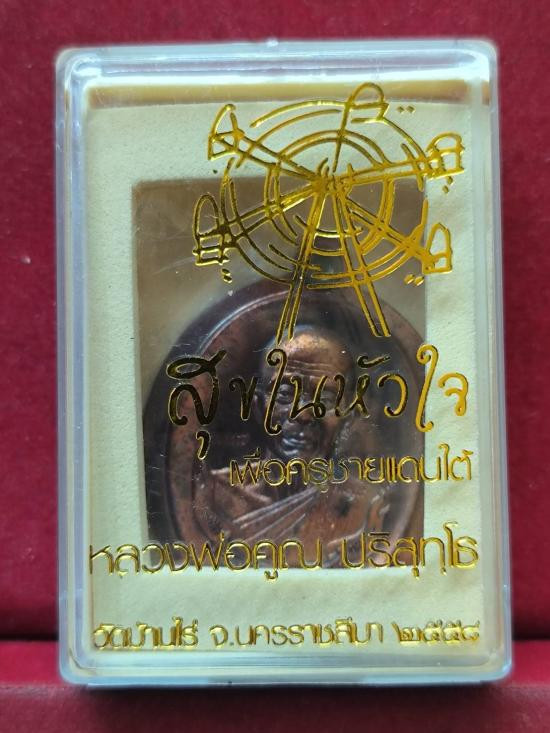 สุขในหัวใจ
เพื่อครูชายแดนใต้
หลวงพ่อคูณ ปริสุทฺโธ
วัดบ้านไร่ จ.นครราชสีมา ๒๕๕๘